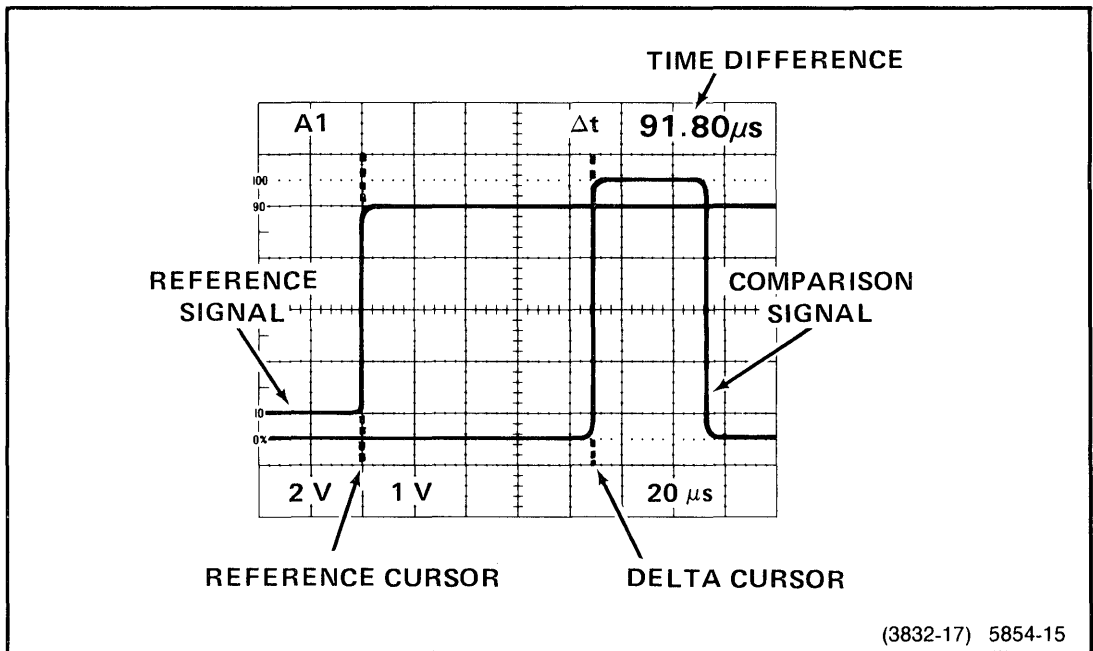 TIME DIFFERENCE
A1 Δt 91.80μs
100
90
REFERENCE
SIGNAL
COMPARISON
SIGNAL
10
0%
2 V 1 V 20 μs
REFERENCE CURSOR DELTA CURSOR
(3832-17) 5854-15